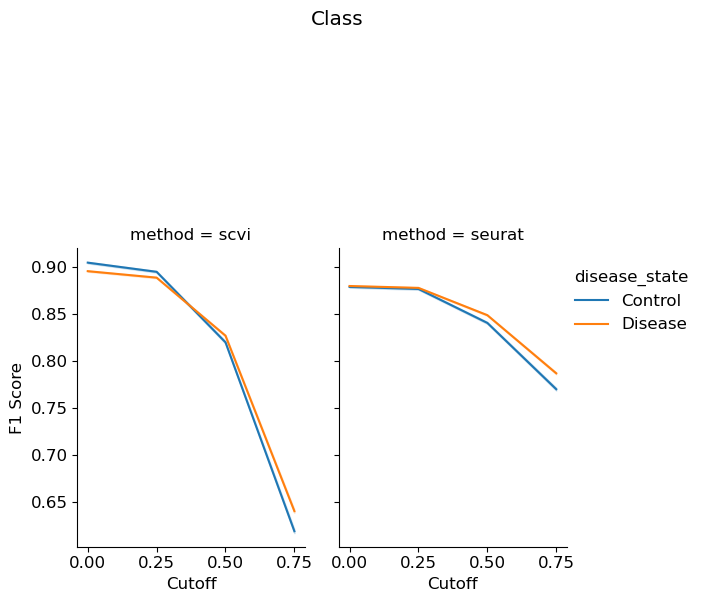 Class
method = scvi
method = seurat
disease_state
Control
Disease
F1 Score
0.90
0.85
0.80
0.75
0.70
0.65
0.00 0.25 0.50 0.75
0.00 0.25 0.50 0.75
Cutoff
Cutoff